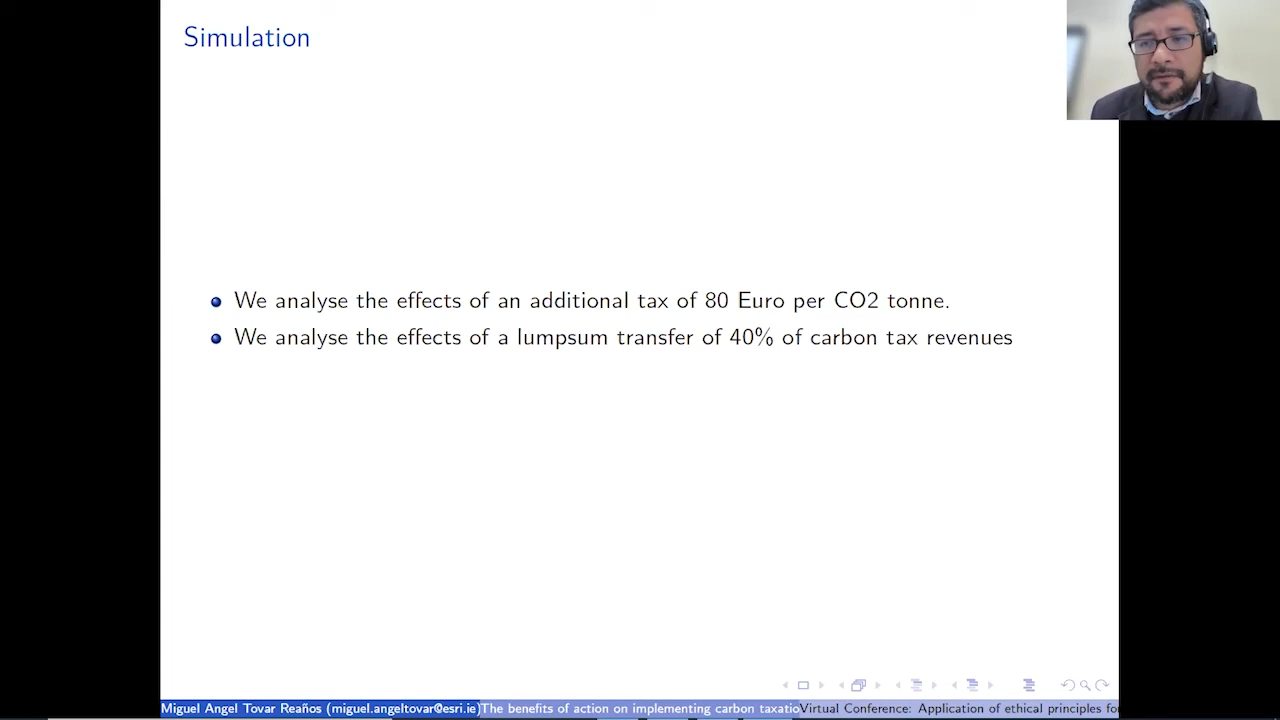 Simulation
We analyse the effects of an additional tax of 80 Euro per CO2 tonne.
We analyse the effects of a lumpsum transfer of 40% of carbon tax revenues
Miguel Angel Tovar Reaños (miguel.angeltovar@esri.ie) The benefits of action on implementing carbon taxatio Virtual Conference: Application of ethical principles fo